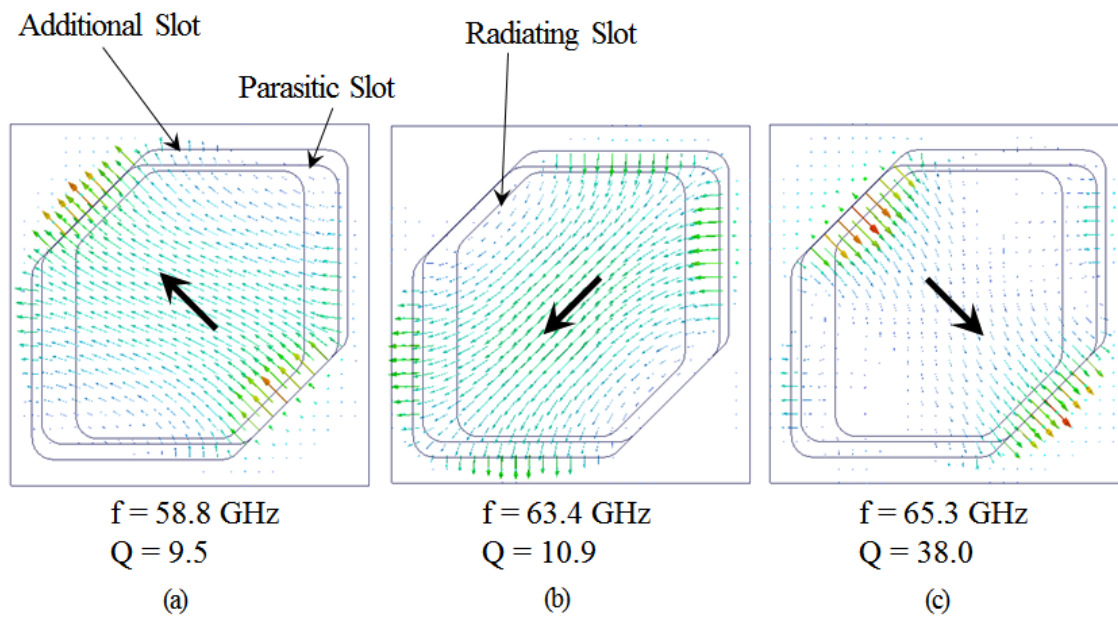 Additional Slot
Radiating Slot
Parasitic Slot
f = 58.8 GHz
Q = 9.5
(a)
f = 63.4 GHz
Q = 10.9
(b)
f = 65.3 GHz
Q = 38.0
(c)